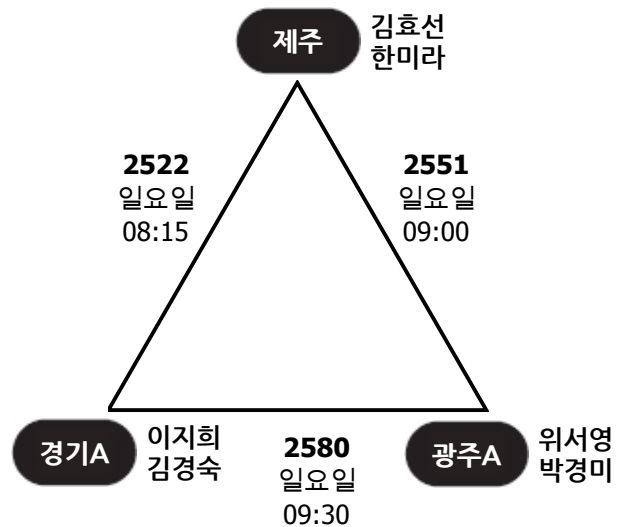 제주
김효선
한미라
2522
일요일
08:15
2551
일요일
09:00
경기A
이지희
김경숙
2580
일요일
09:30
광주A
위서영
박경미